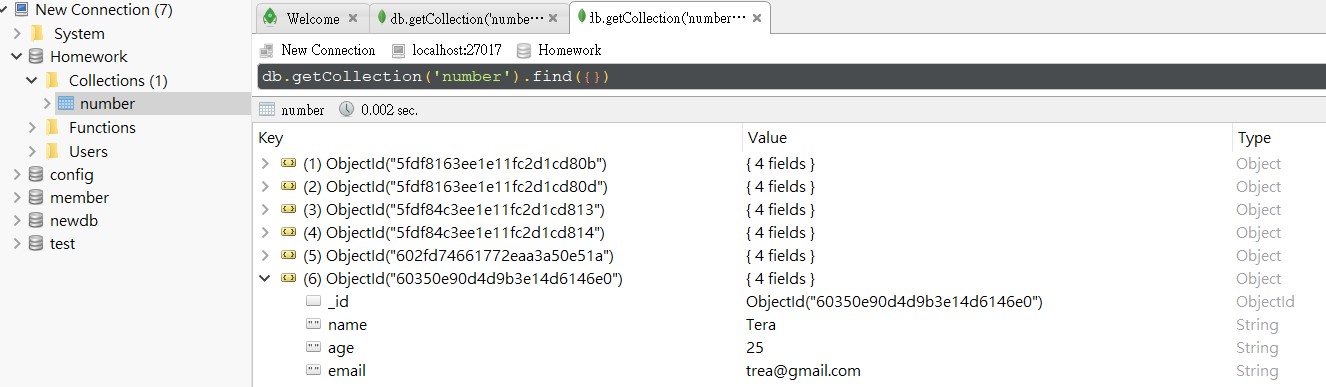 New Connection (7)
System
Homework
Collections (1)
number
Functions
Users
config
member
newdb
test
Welcome
db.getCollection('numbe···
db.getCollection('number···
New Connection localhost:27017 Homework
db.getCollection('number').find({})
number 0.002 sec.
Key Value Type
(1) ObjectId("5fdf8163ee1e11fc2d1cd80b") { 4 fields } Object
(2) ObjectId("5fdf8163ee1e11fc2d1cd80d") { 4 fields } Object
(3) ObjectId("5fdf84c3ee1e11fc2d1cd813") { 4 fields } Object
(4) ObjectId("5fdf84c3ee1e11fc2d1cd814") { 4 fields } Object
(5) ObjectId("602fd74661772eaa3a50e51a") { 4 fields } Object
(6) ObjectId("60350e90d4d9b3e14d6146e0") { 4 fields } Object
_id ObjectId("60350e90d4d9b3e14d6146e0") ObjectId
name Tera String
age 25 String
email trea@gmail.com String